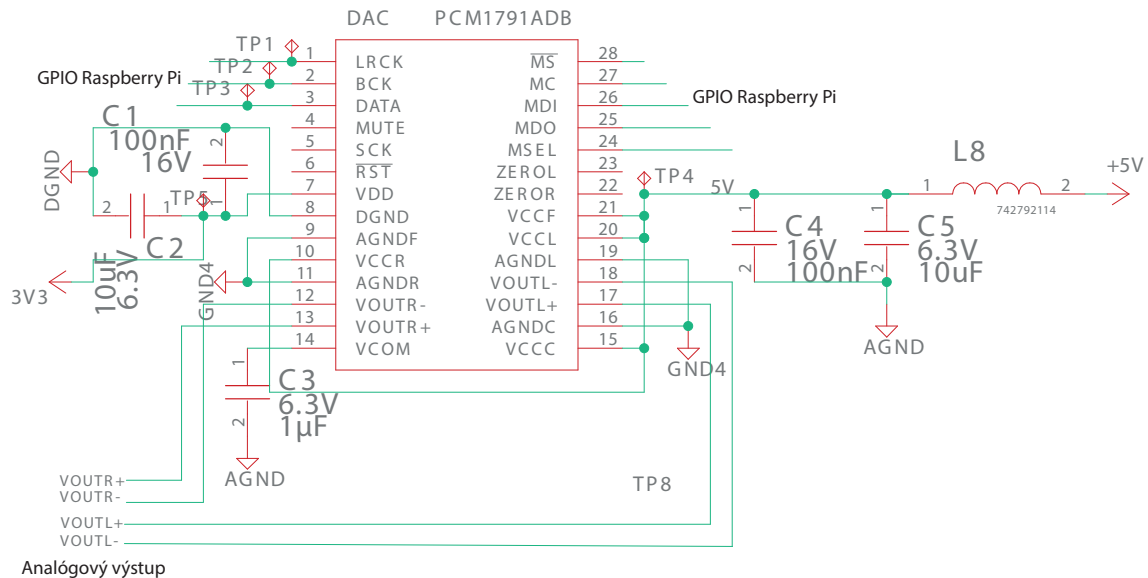 DAC PCM1791ADB
TP1
TP2
TP3
GPIO Raspberry Pi
1 LRCK
2 BCK
3 DATA
4 MUTE
5 SCK
6 RST
7 VDD
8 DGND
9 AGNDF
10 VCCR
11 AGNDR
12 VOUTR-
13 VOUTR+
14 VCOM
MS 28
MC 27
MDI 26
MDO 25
MSEL 24
ZEROL 23
ZEROR 22
VCCF 21
VCCL 20
AGNDL 19
VOUTL- 18
VOUTL+ 17
AGNDC 16
VCCC 15
GPIO Raspberry Pi
C1
100nF
16V
2
1
DGND
TP5
2 1
C2
10uF
6.3V
3V3
GND4
1
C3
6.3V
1µF
2
AGND
TP4
5V
L8
1 2
742792114
+5V
1
C4
16V
100nF
2
1
C5
6.3V
10uF
2
AGND
GND4
TP8
VOUTR+
VOUTR-
VOUTL+
VOUTL-
Analógový výstup